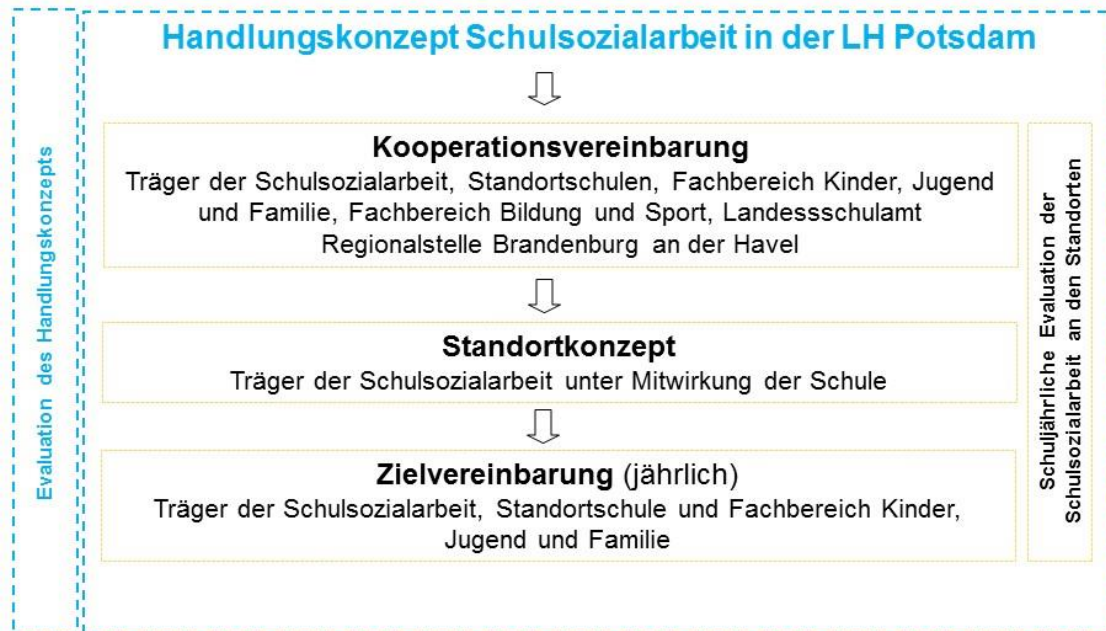 Handlungskonzept Schulsozialarbeit in der LH Potsdam
Evaluation des Handlungskonzepts
Kooperationsvereinbarung
Träger der Schulsozialarbeit, Standortschulen, Fachbereich Kinder, Jugend
und Familie, Fachbereich Bildung und Sport, Landessschulamt
Regionalstelle Brandenburg an der Havel
Standortkonzept
Träger der Schulsozialarbeit unter Mitwirkung der Schule
Zielvereinbarung (jährlich)
Träger der Schulsozialarbeit, Standortschule und Fachbereich Kinder,
Jugend und Familie
Schuljährliche Evaluation der
Schulsozialarbeit an den Standorten